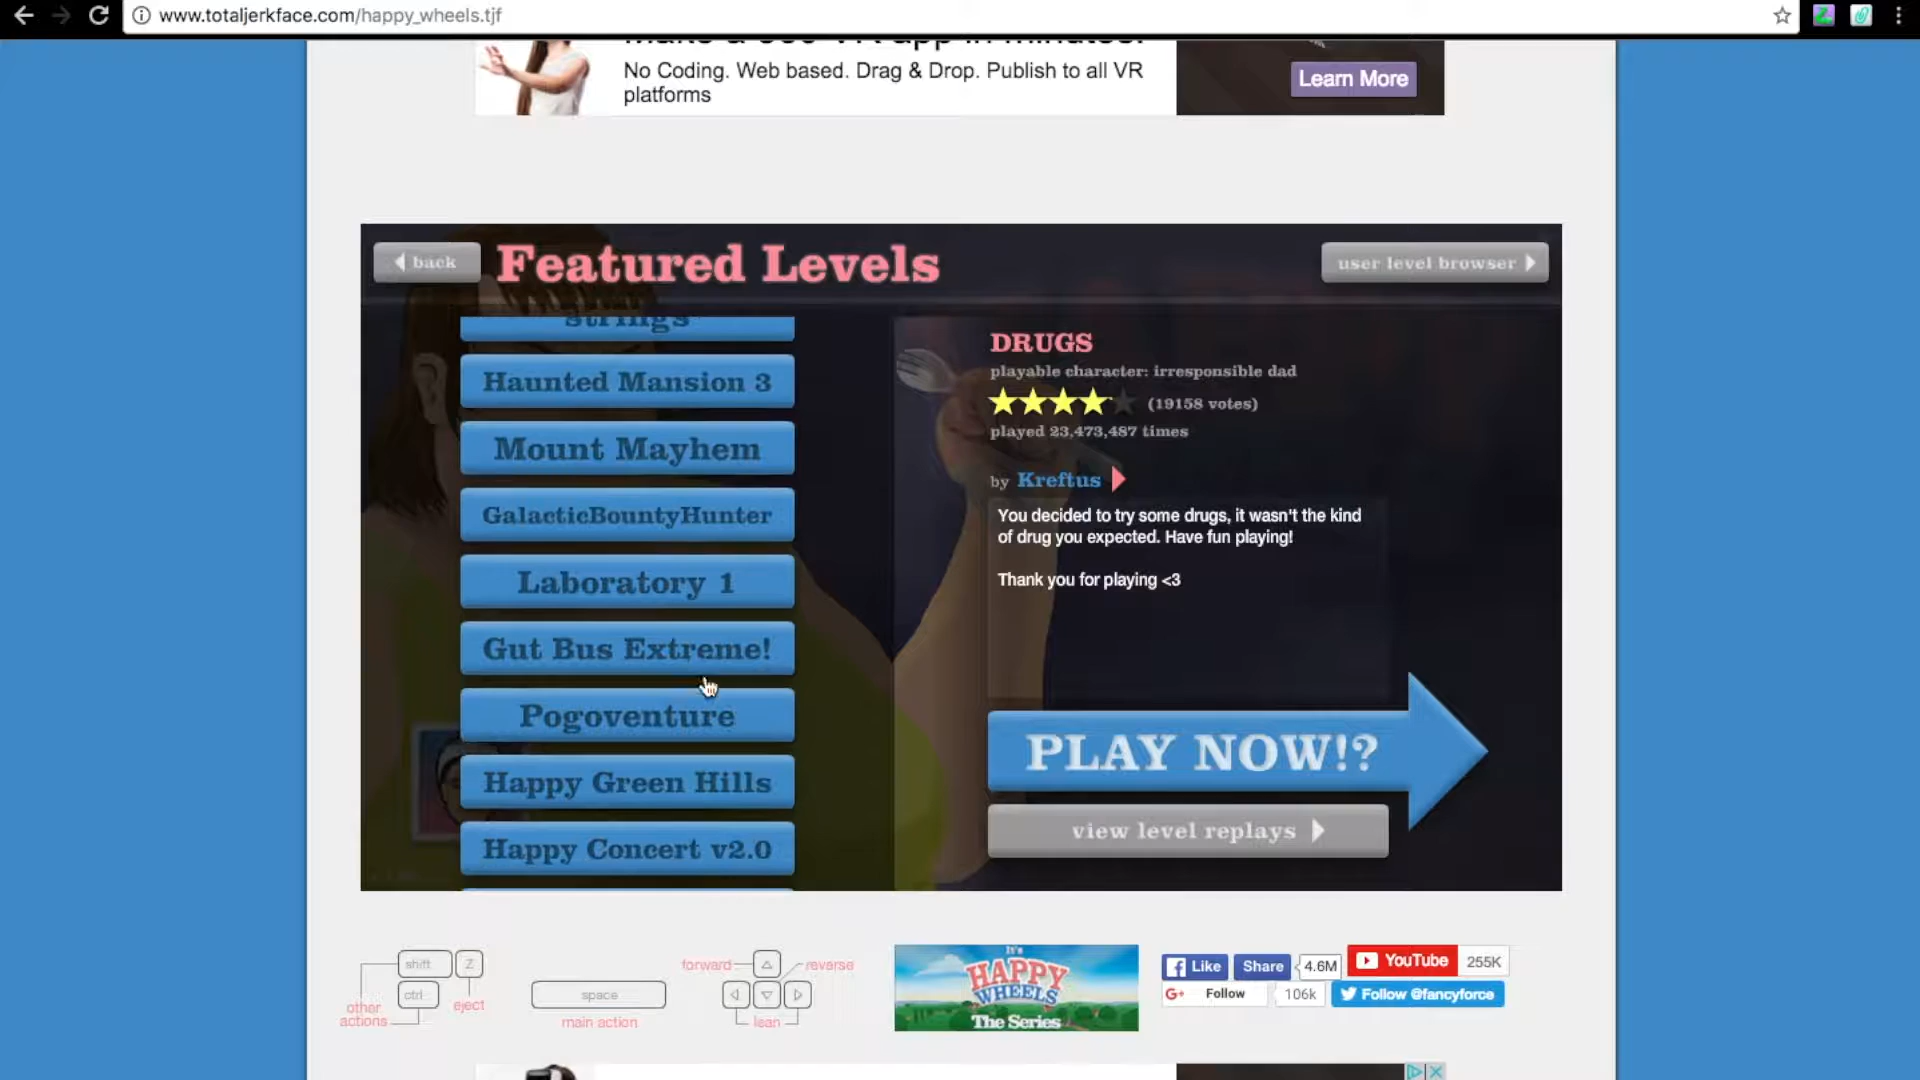 www.totaljerkface.com/happy_wheels.tjf
No Coding. Web based. Drag & Drop. Publish to all VR
platforms
Learn More
back
Featured Levels
user level browser
strings
Haunted Mansion 3
Mount Mayhem
GalacticBountyHunter
Laboratory 1
Gut Bus Extreme!
Pogoventure
Happy Green Hills
Happy Concert v2.0
DRUGS
playable character: irresponsible dad
(19158 votes)
played 23,473,487 times
by Kreftus
You decided to try some drugs, it wasn't the kind
of drug you expected. Have fun playing!
Thank you for playing <3
PLAY NOW!?
view level replays
shift
Z
ctrl
other
actions
eject
space
main action
forward
reverse
lean
It's
HAPPY
WHEELS
The Series
Like
Share
4.6M
YouTube
255K
G+ Follow
106k
Follow @fancyforce